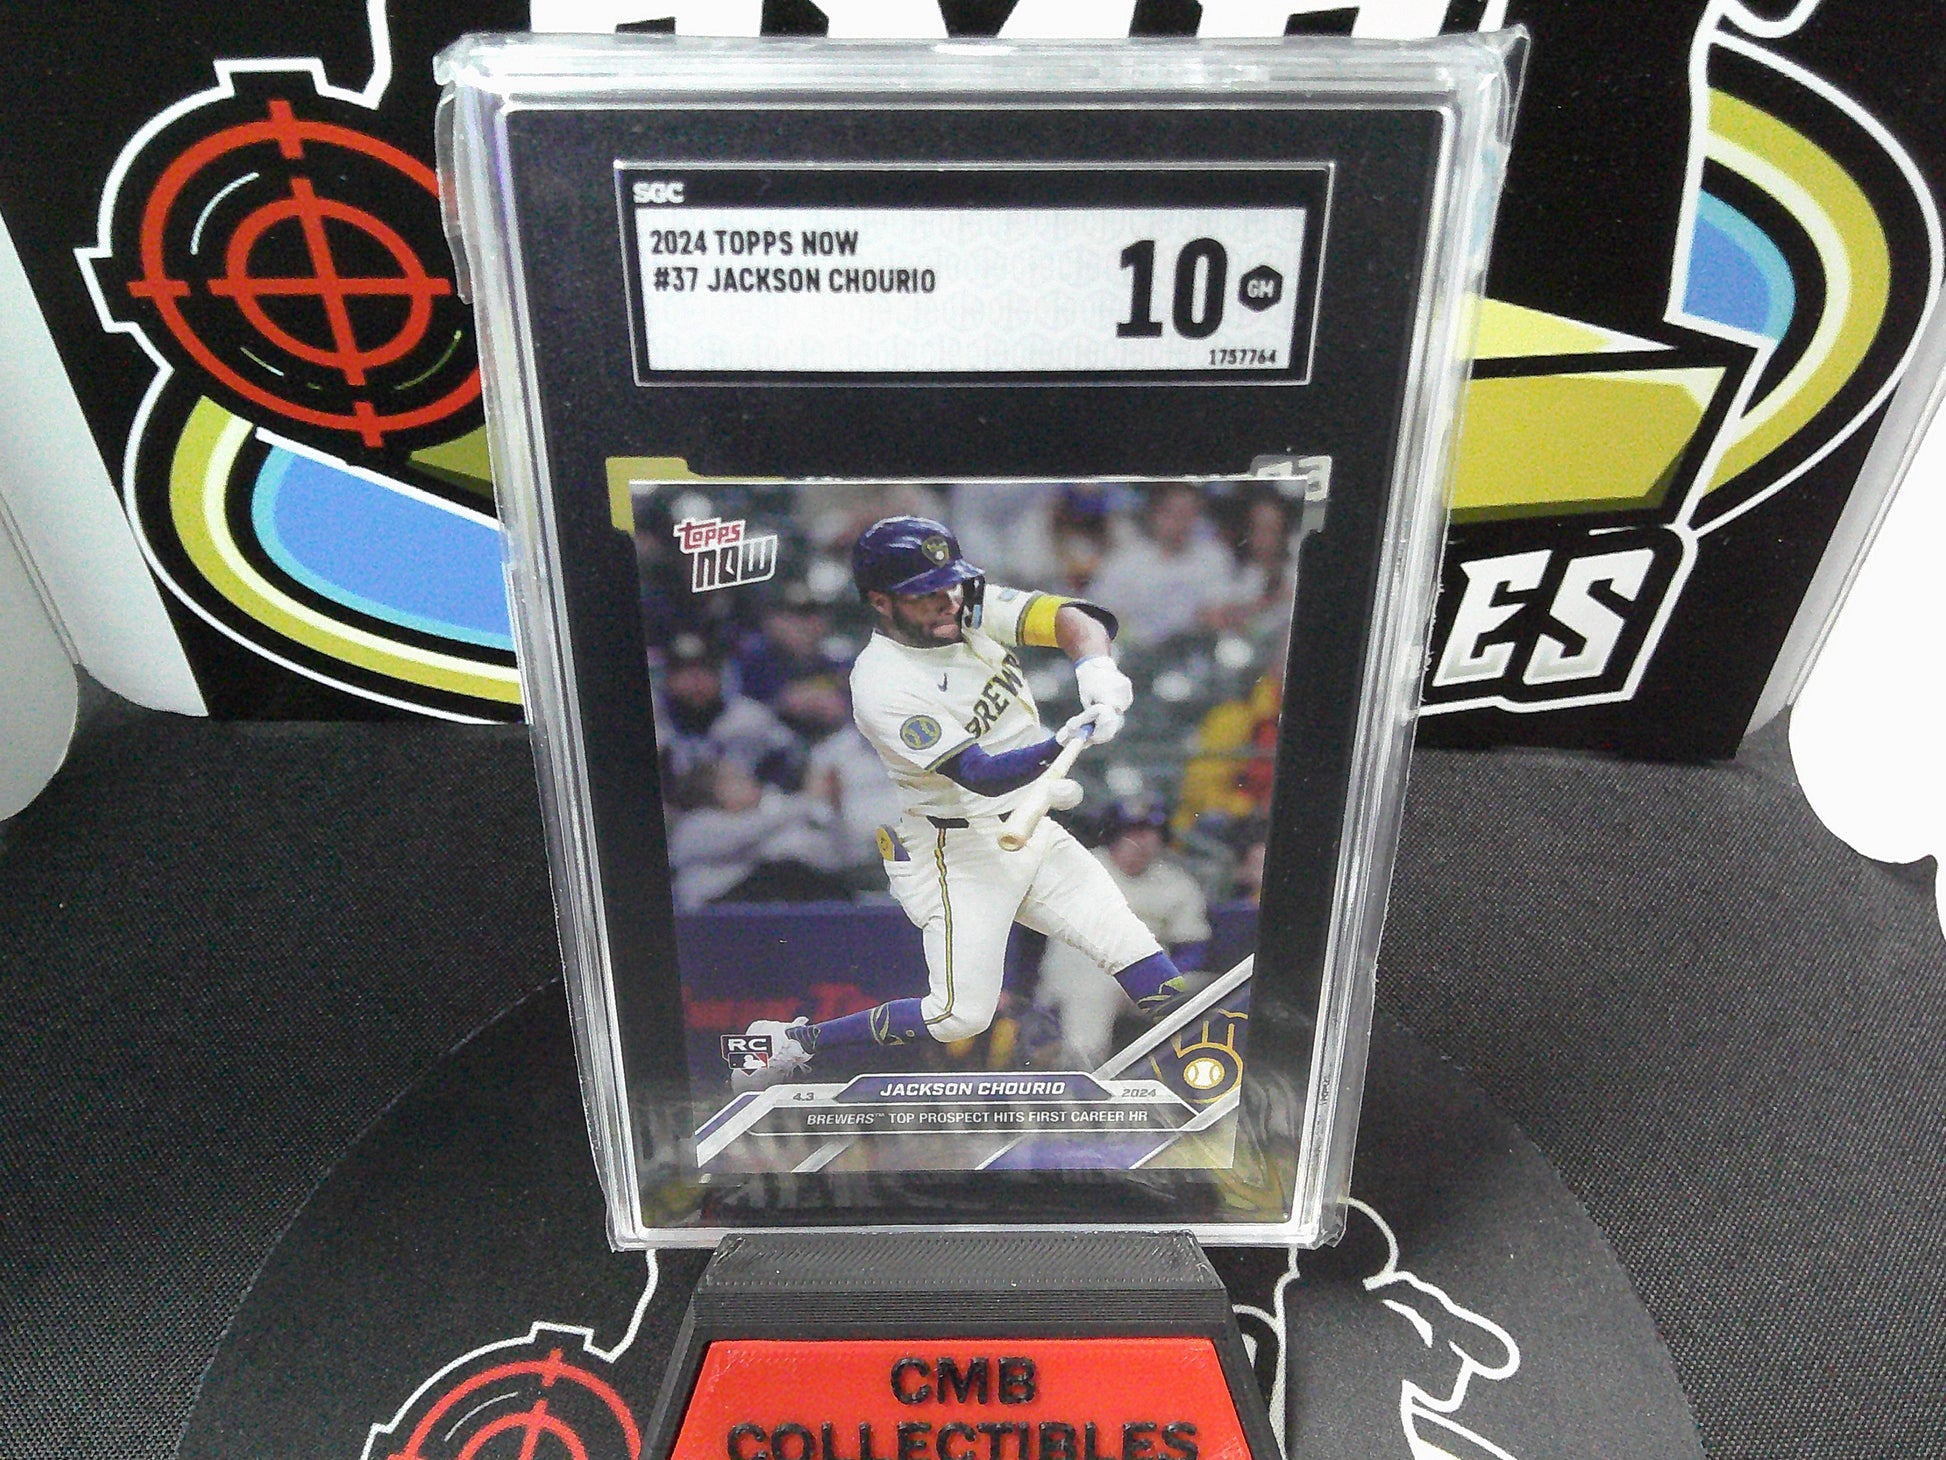 SGC
2024 TOPPS NOW
#37 JACKSON CHOURIO
10
GM
1757764
topps
now
BREW
RC
JACKSON CHOURIO
4.3
2024
BREWERS™ TOP PROSPECT HITS FIRST CAREER HR
ES
CMB
COLLECTIBLES